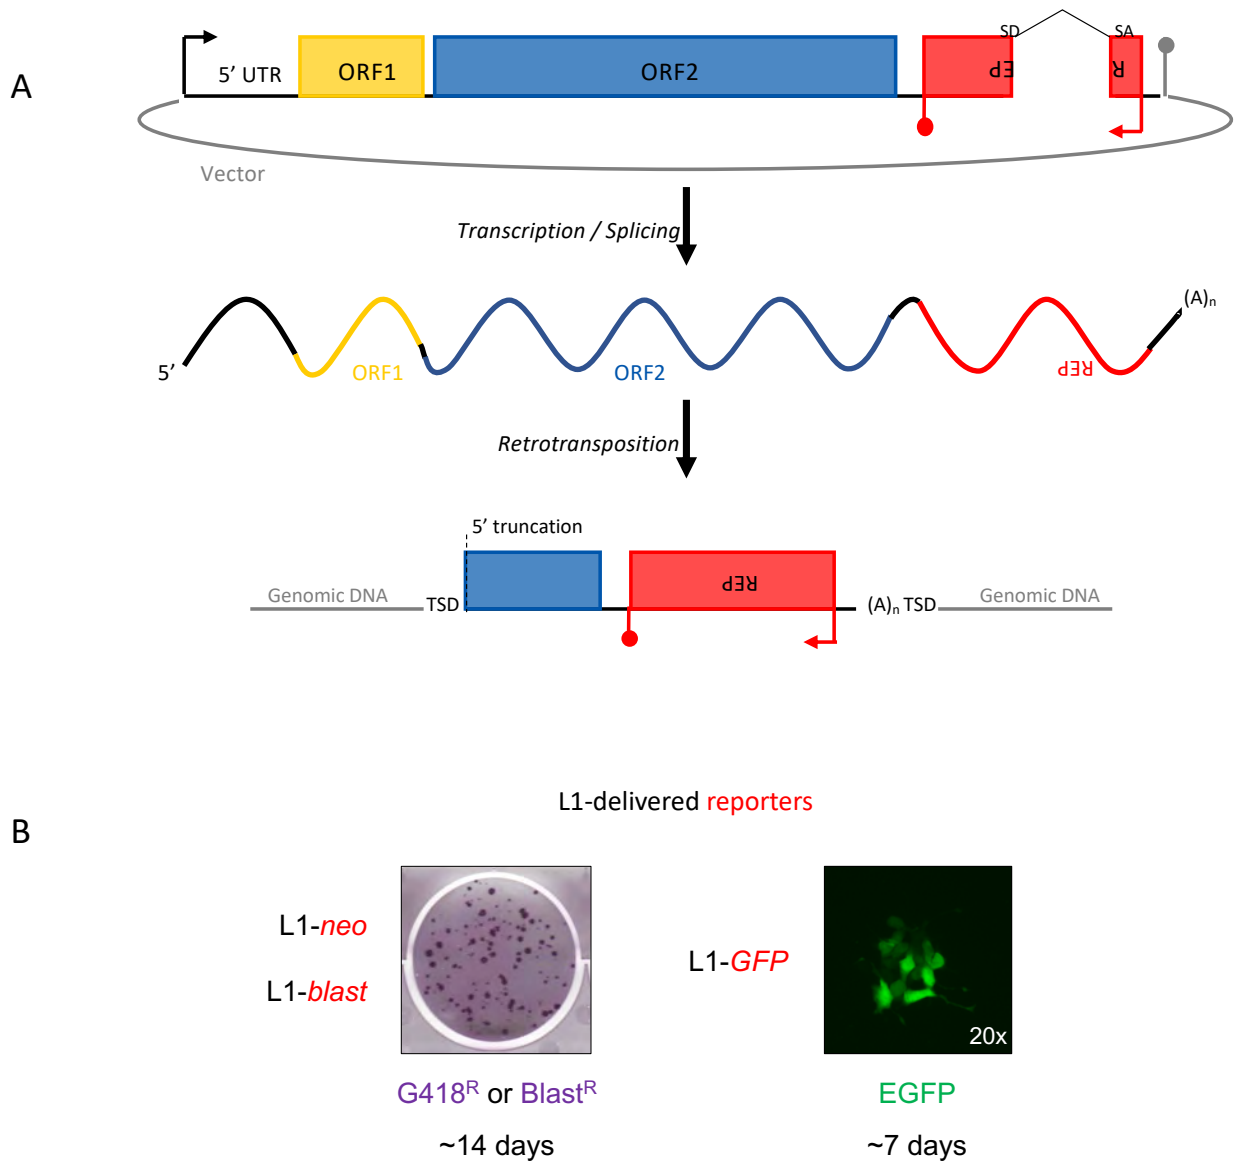 A
5’ UTR
ORF1
ORF2
SD
EP
SA
R
Vector
Transcription / Splicing
(A)n
5’
ORF1
ORF2
REP
Retrotransposition
5’ truncation
Genomic DNA
TSD
REP
(A)n TSD
Genomic DNA
B
L1-delivered reporters
L1-neo
L1-blast
L1-GFP
20x
G418R or BlastR
EGFP
~14 days
~7 days